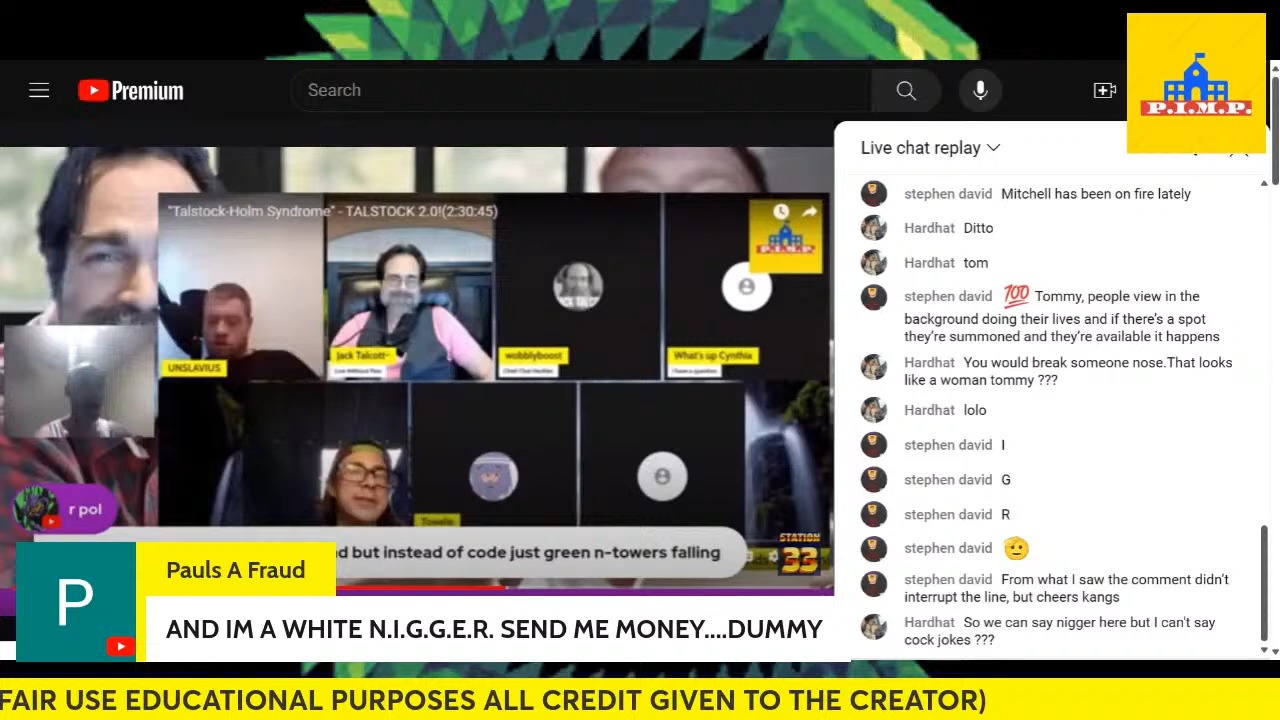 Premium
Search
P.I.M.P.
Live chat replay
stephen david Mitchell has been on fire lately
Hardhat Ditto
Hardhat tom
stephen david 💯 Tommy, people view in the
background doing their lives and if there's a spot
they're summoned and they're available it happens
Hardhat You would break someone nose.That looks
like a woman tommy ???
Hardhat lolo
stephen david I
stephen david G
stephen david R
stephen david 🫡
stephen david From what I saw the comment didn't
interrupt the line, but cheers kangs
Hardhat So we can say nigger here but I can't say
cock jokes ???
"Talstock-Holm Syndrome" - TALSTOCK 2.0!(2:30:45)
P.I.M.P.
UNSLAVIUS
Jack Talcott
wobblyboost
What's up Cynthia
I have a question
Towelie
r pol
d but instead of code just green n-towers falling
STATION
33
P
Pauls A Fraud
AND IM A WHITE N.I.G.G.E.R. SEND ME MONEY....DUMMY
FAIR USE EDUCATIONAL PURPOSES ALL CREDIT GIVEN TO THE CREATOR)